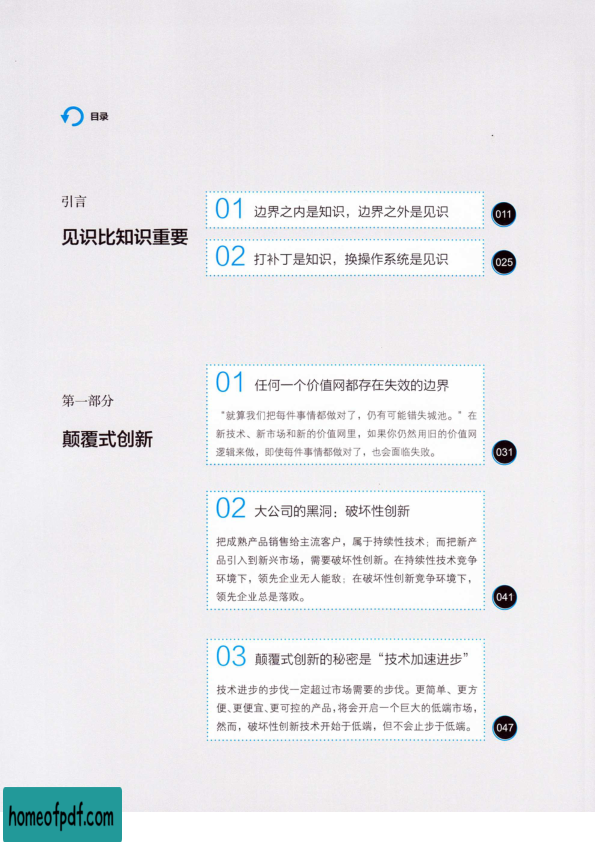 目录
引言
见识比知识重要
01 边界之内是知识，边界之外是见识
011
02 打补丁是知识，换操作系统是见识
025
第一部分
颠覆式创新
01 任何一个价值网都存在失效的边界
“就算我们把每件事情都做对了，仍有可能错失城池。”在
新技术、新市场和新的价值网里，如果你仍然用旧的价值网
逻辑来做，即使每件事情都做对了，也会面临失败。
031
02 大公司的黑洞：破坏性创新
把成熟产品销售给主流客户，属于持续性技术；而把新产
品引入到新兴市场，需要破坏性创新。在持续性技术竞争
环境下，领先企业无人能敌；在破坏性创新竞争环境下，
领先企业总是落败。
041
03 颠覆式创新的秘密是“技术加速进步”
技术进步的步伐一定超过市场需要的步伐。更简单、更方
便、更便宜、更可控的产品，将会开启一个巨大的低端市场，
然而，破坏性创新技术开始于低端，但不会止步于低端。
047
homeofpdf.com